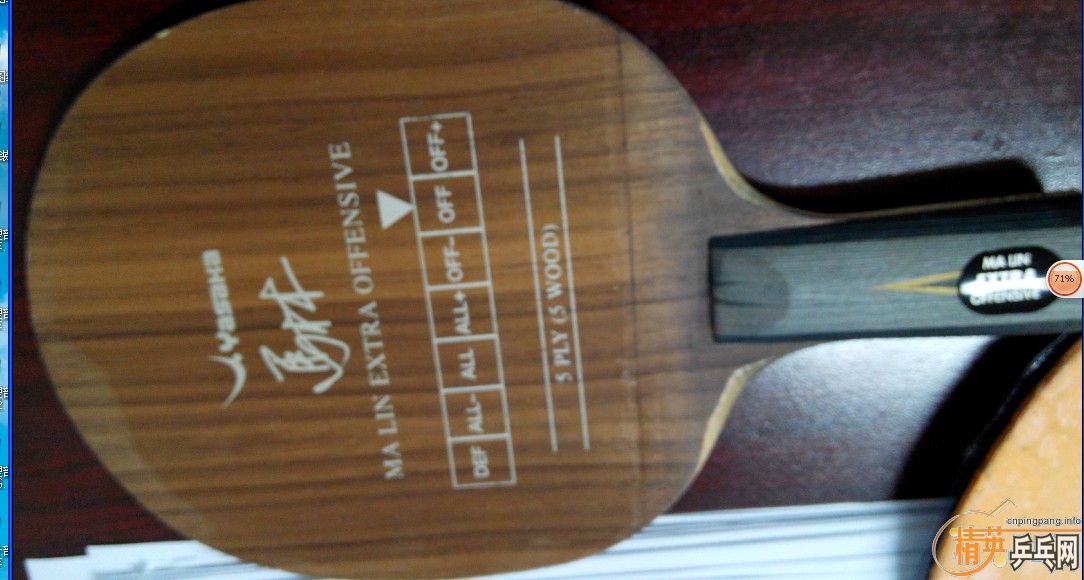 Yasaka
马林
MA LIN EXTRA OFFENSIVE
DEF ALL- ALL ALL+ OFF- OFF OFF+
5 PLY (5 WOOD)
MA LIN
EXTRA
OFFENSIVE
71%
cnpingpang.info
精英乒乓网